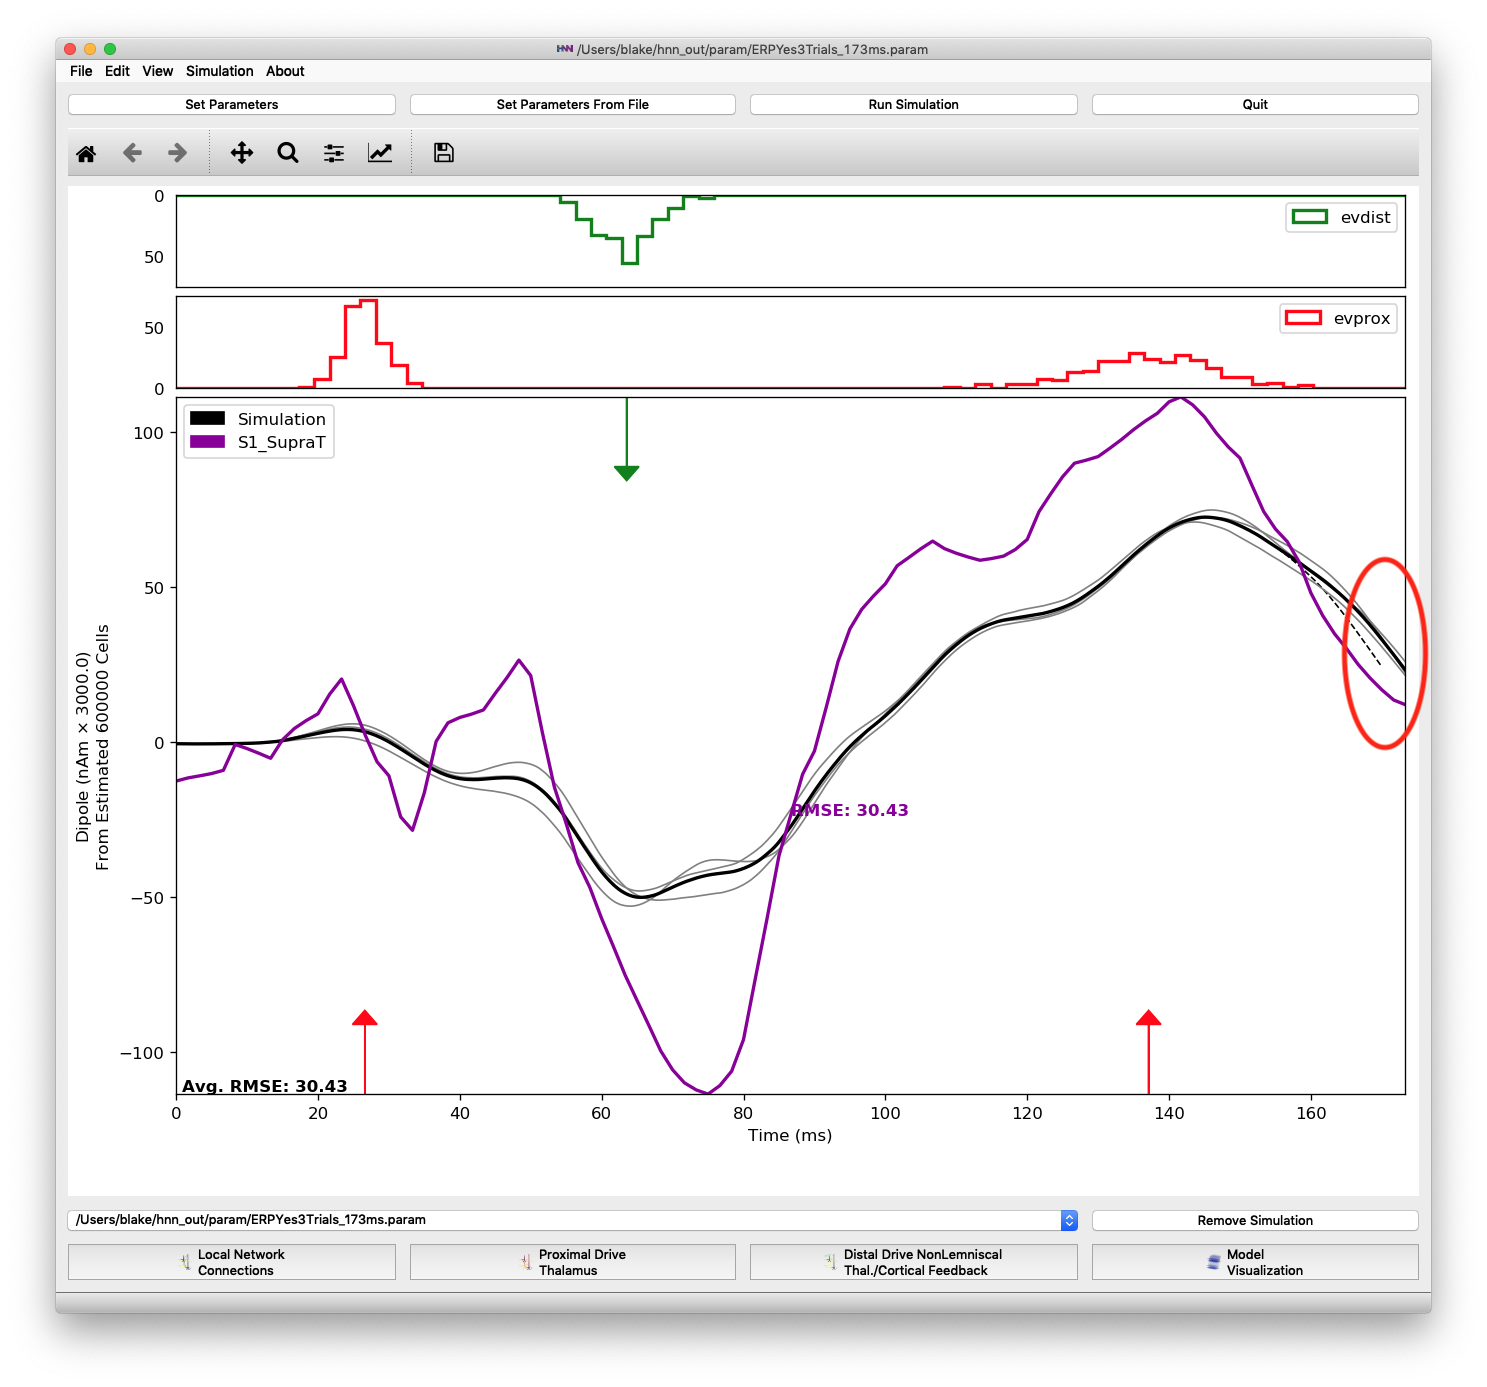 HNN /Users/blake/hnn_out/param/ERPYes3Trials_173ms.param
File Edit View Simulation About
Set Parameters Set Parameters From File Run Simulation Quit
0
50
evdist
50
0
evprox
Simulation
S1_SupraT
100
50
0
−50
−100
Dipole (nAm × 3000.0)
From Estimated 600000 Cells
RMSE: 30.43
Avg. RMSE: 30.43
0 20 40 60 80 100 120 140 160
Time (ms)
/Users/blake/hnn_out/param/ERPYes3Trials_173ms.param
Remove Simulation
Local Network
Connections
Proximal Drive
Thalamus
Distal Drive NonLemniscal
Thal./Cortical Feedback
Model
Visualization